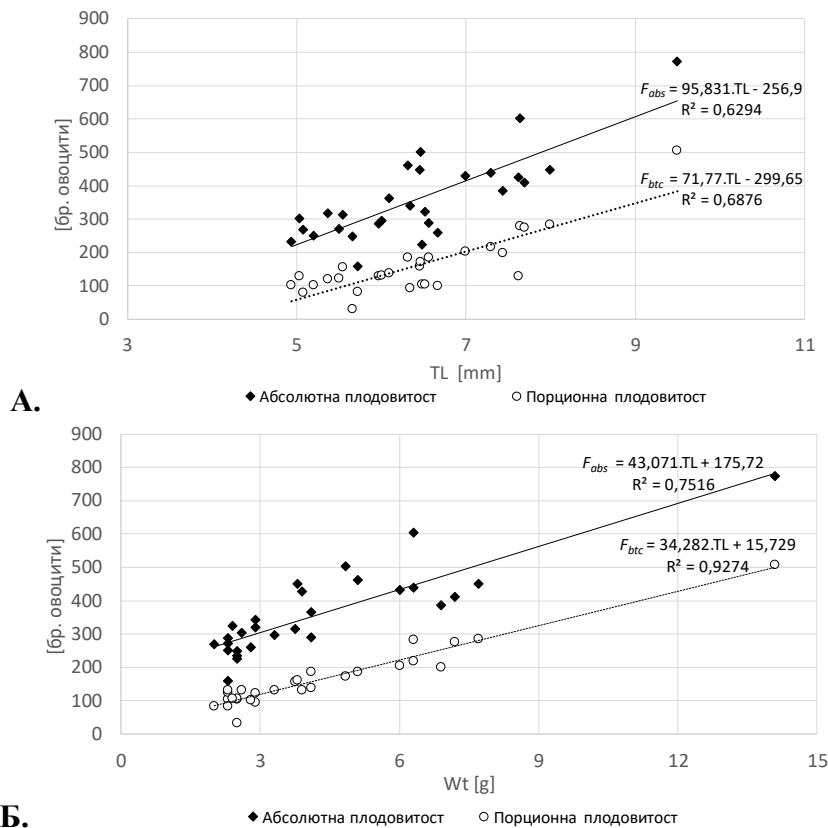 900
800
700
600
500
400
300
200
100
0
[бр. овоцити]
F_abs = 95,831.TL - 256,9
R² = 0,6294
F_btc = 71,77.TL - 299,65
R² = 0,6876
3 5 7 9 11
TL [mm]
А.
◆ Абсолютна плодовитост ○ Порционна плодовитост
900
800
700
600
500
400
300
200
100
0
[бр. овоцити]
F_abs = 43,071.TL + 175,72
R² = 0,7516
F_btc = 34,282.TL + 15,729
R² = 0,9274
0 3 6 9 12 15
Wt [g]
Б.
◆ Абсолютна плодовитост ○ Порционна плодовитост